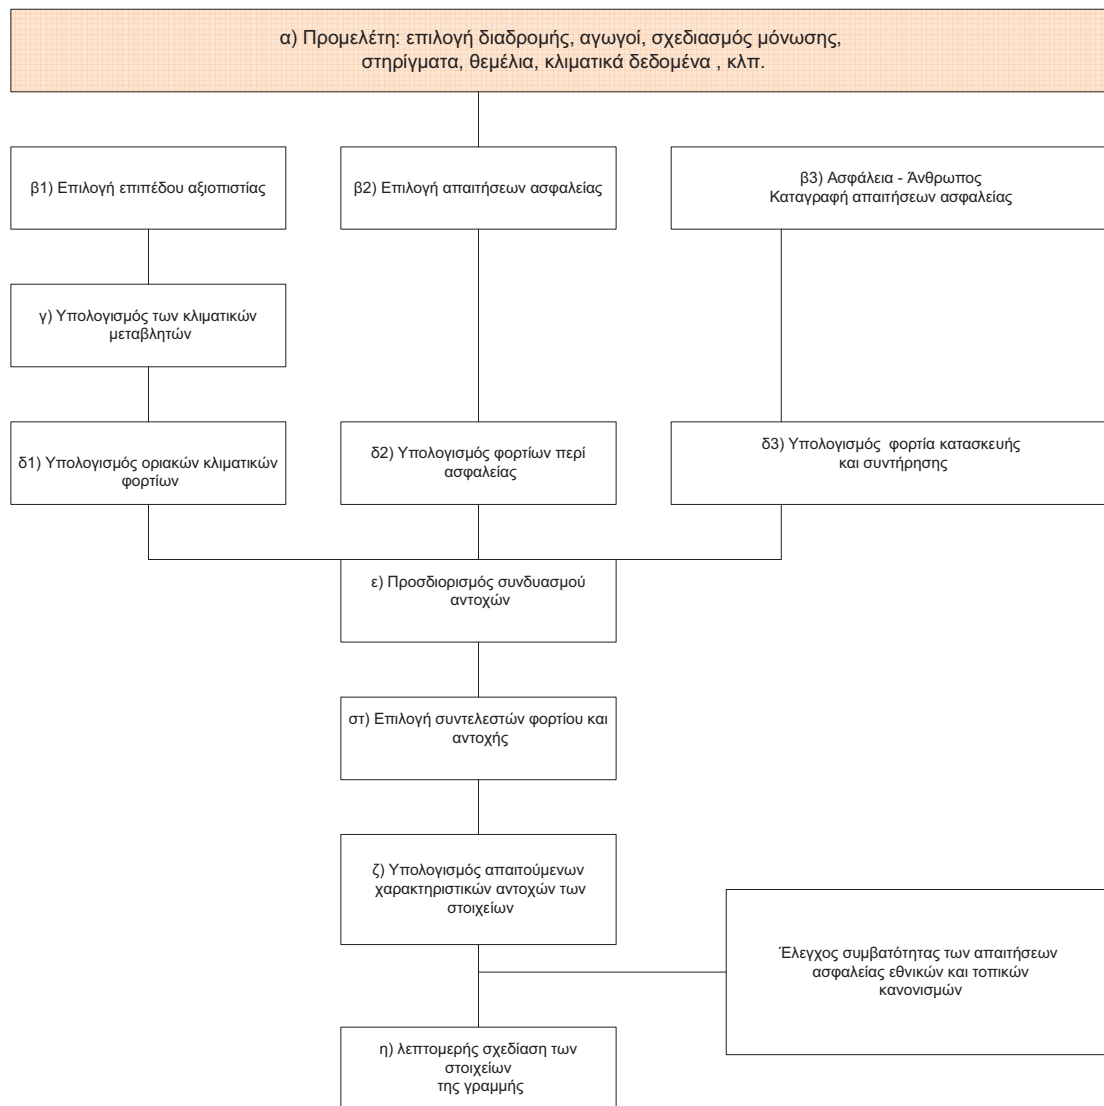 α) Προμελέτη: επιλογή διαδρομής, αγωγοί, σχεδιασμός μόνωσης,
στηρίγματα, θεμέλια, κλιματικά δεδομένα , κλπ.
β1) Επιλογή επιπέδου αξιοπιστίας
β2) Επιλογή απαιτήσεων ασφαλείας
β3) Ασφάλεια - Άνθρωπος
Καταγραφή απαιτήσεων ασφαλείας
γ) Υπολογισμός των κλιματικών
μεταβλητών
δ1) Υπολογισμός οριακών κλιματικών
φορτίων
δ2) Υπολογισμός φορτίων περί
ασφαλείας
δ3) Υπολογισμός φορτία κατασκευής
και συντήρησης
ε) Προσδιορισμός συνδυασμού
αντοχών
στ) Επιλογή συντελεστών φορτίου και
αντοχής
ζ) Υπολογισμός απαιτούμενων
χαρακτηριστικών αντοχών των
στοιχείων
Έλεγχος συμβατότητας των απαιτήσεων
ασφαλείας εθνικών και τοπικών
κανονισμών
η) λεπτομερής σχεδίαση των
στοιχείων
της γραμμής